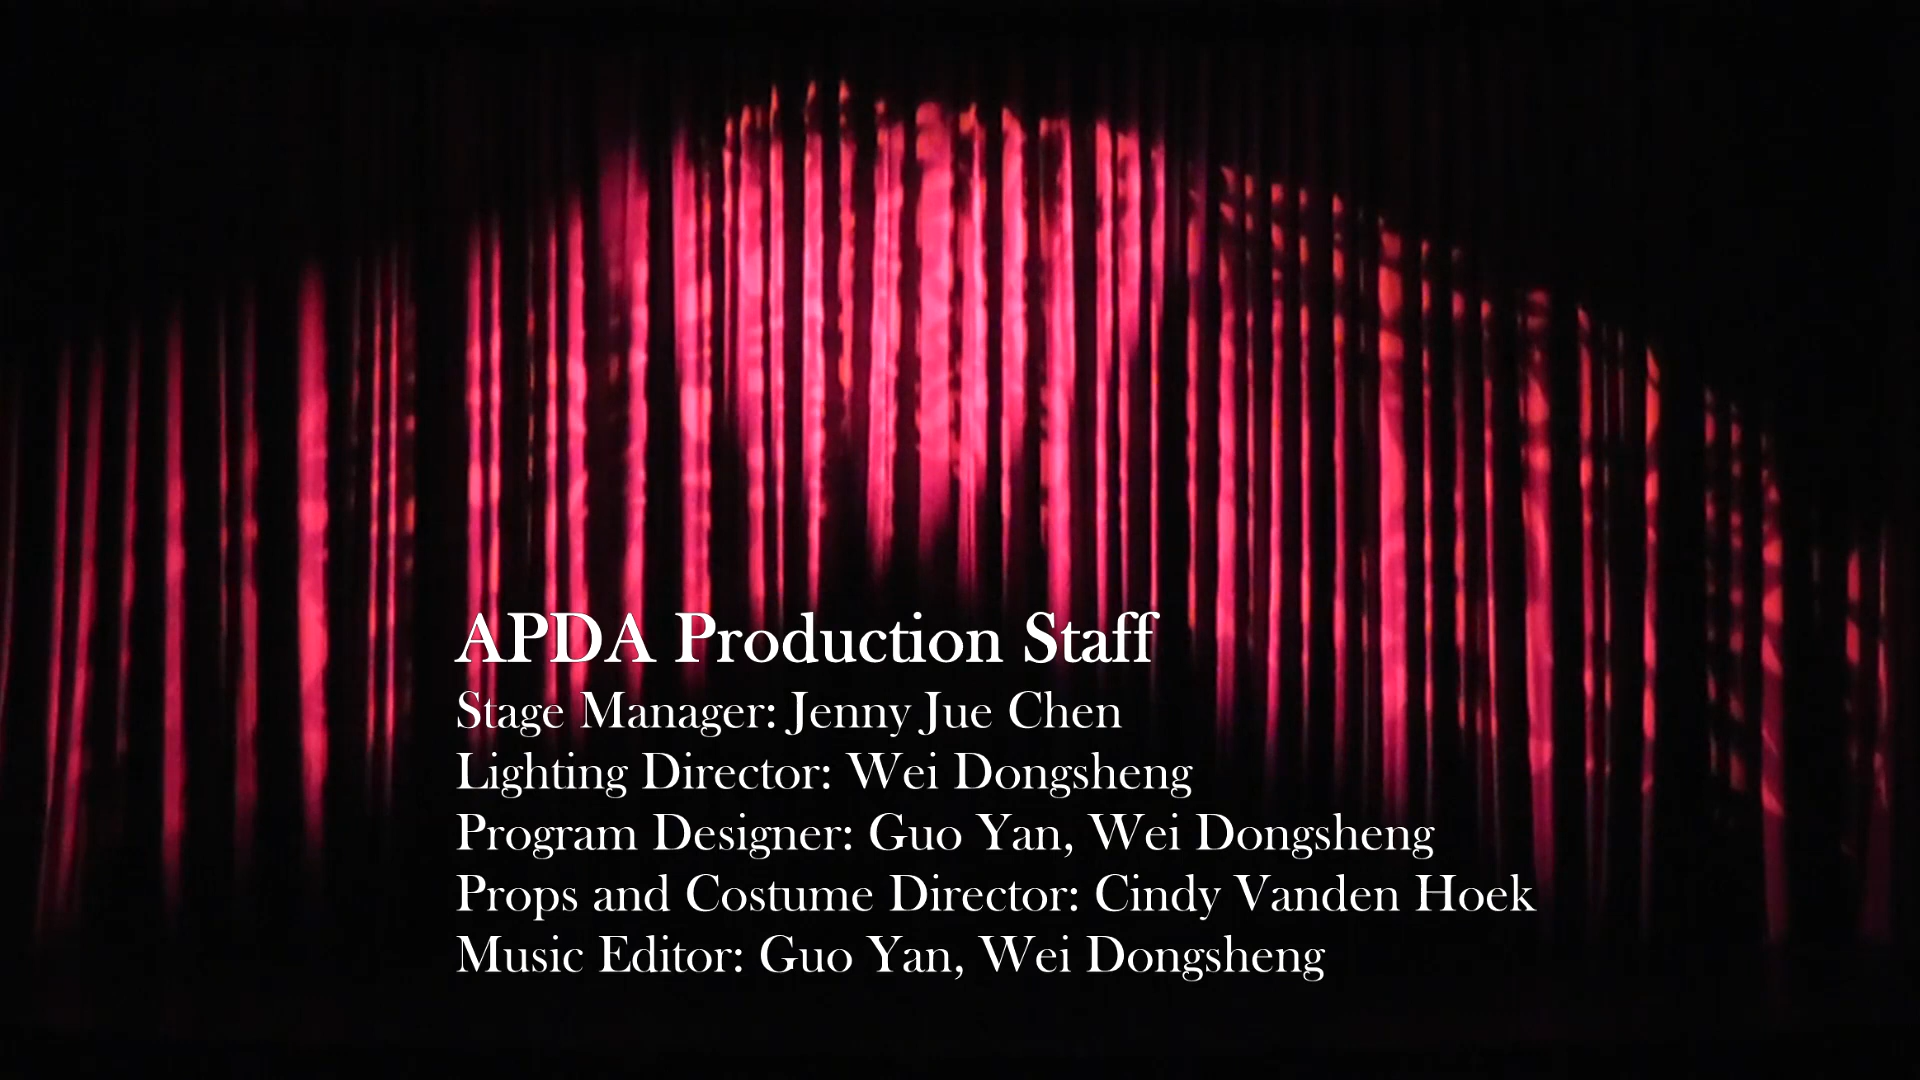 APDA Production Staff
Stage Manager: Jenny Jue Chen
Lighting Director: Wei Dongsheng
Program Designer: Guo Yan, Wei Dongsheng
Props and Costume Director: Cindy Vanden Hoek
Music Editor: Guo Yan, Wei Dongsheng